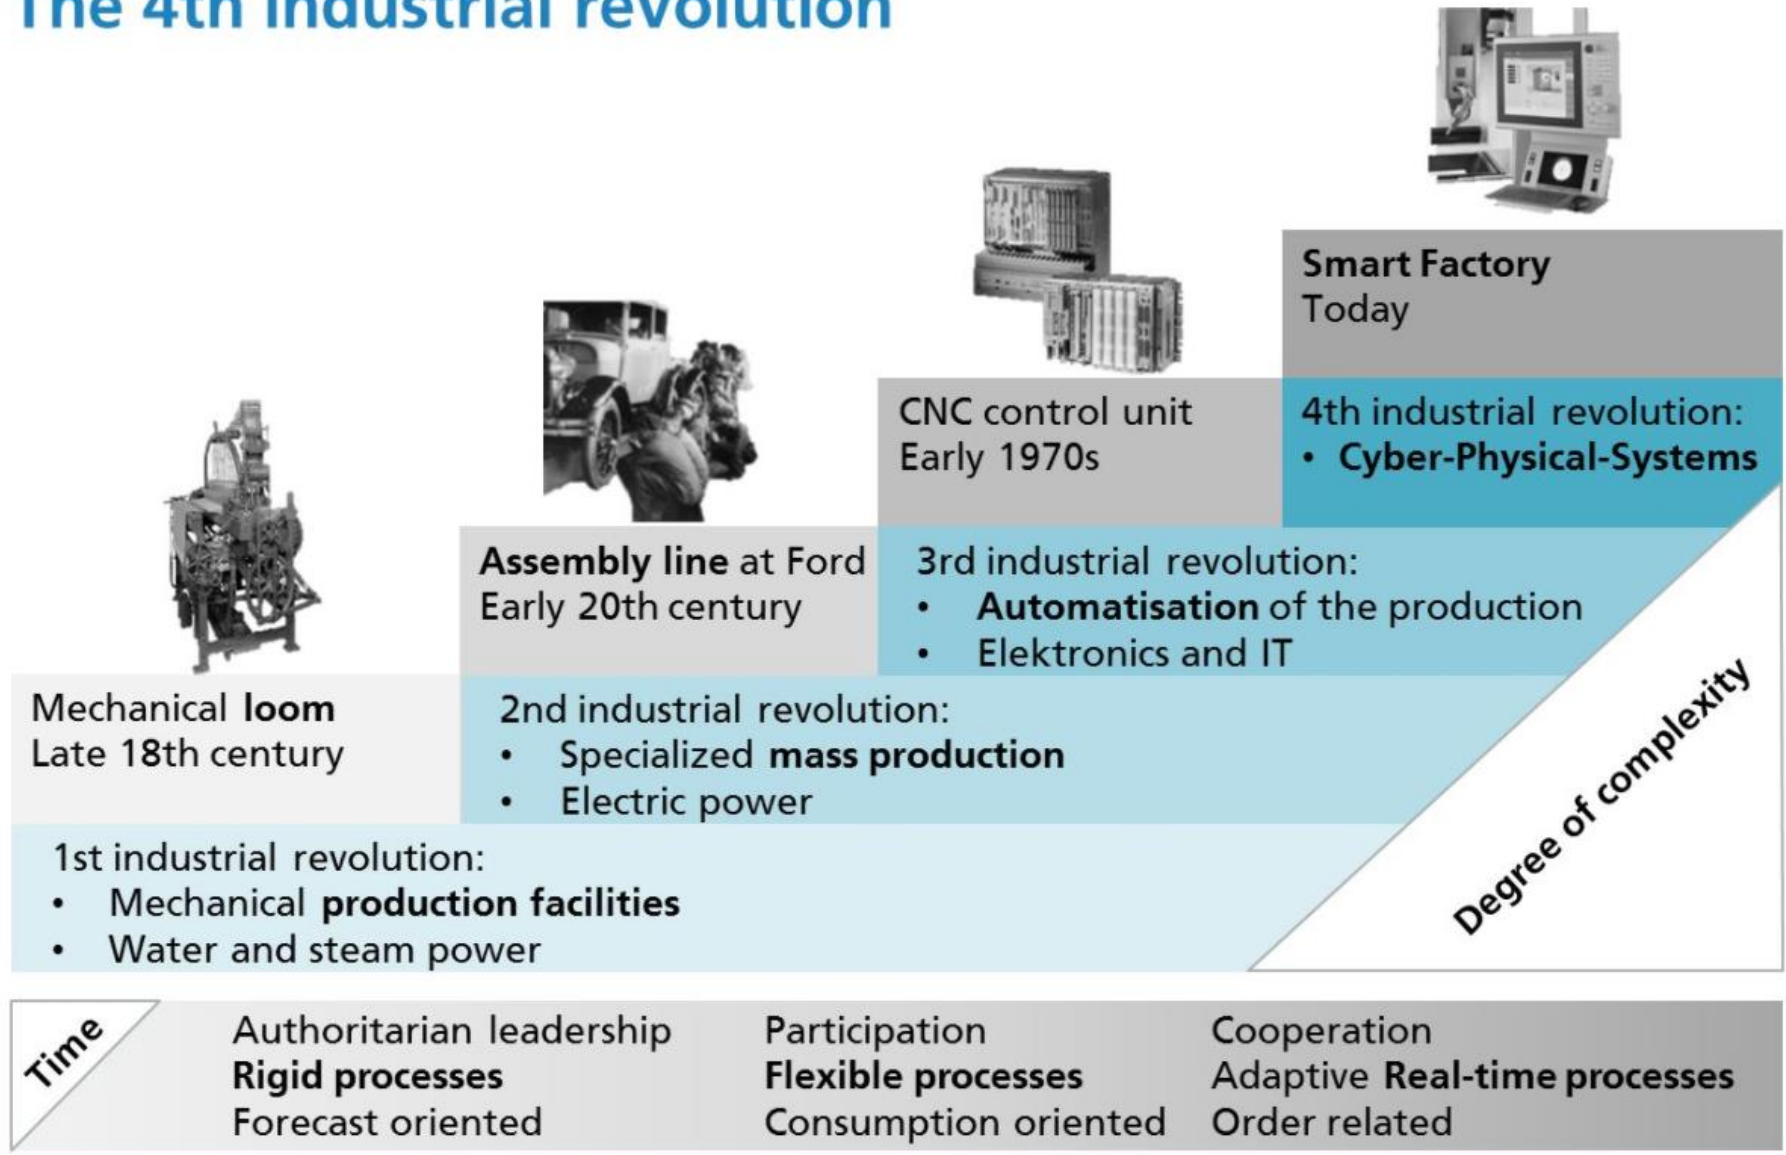 The 4th industrial revolution
Smart Factory
Today
CNC control unit
Early 1970s
4th industrial revolution:
• Cyber-Physical-Systems
Assembly line at Ford
Early 20th century
3rd industrial revolution:
• Automatisation of the production
• Elektronics and IT
Mechanical loom
Late 18th century
2nd industrial revolution:
• Specialized mass production
• Electric power
1st industrial revolution:
• Mechanical production facilities
• Water and steam power
Degree of complexity
Time
Authoritarian leadership
Rigid processes
Forecast oriented
Participation
Flexible processes
Consumption oriented
Cooperation
Adaptive Real-time processes
Order related